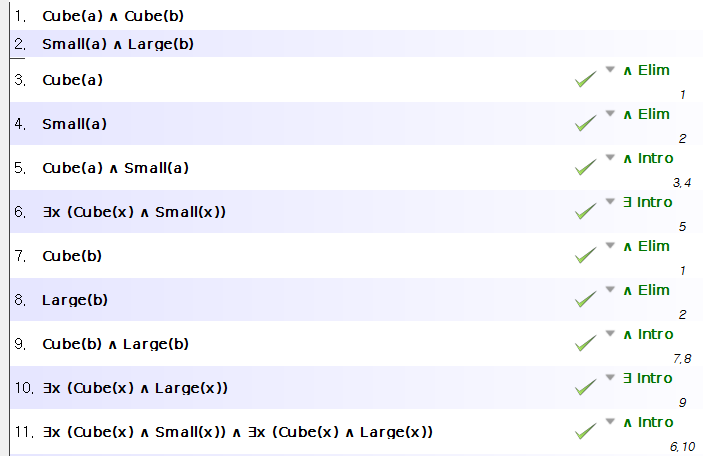 1. Cube(a) ∧ Cube(b)
2. Small(a) ∧ Large(b)
3. Cube(a) ∧ Elim
1
4. Small(a) ∧ Elim
2
5. Cube(a) ∧ Small(a) ∧ Intro
3,4
6. ∃x (Cube(x) ∧ Small(x)) ∃ Intro
5
7. Cube(b) ∧ Elim
1
8. Large(b) ∧ Elim
2
9. Cube(b) ∧ Large(b) ∧ Intro
7,8
10. ∃x (Cube(x) ∧ Large(x)) ∃ Intro
9
11. ∃x (Cube(x) ∧ Small(x)) ∧ ∃x (Cube(x) ∧ Large(x)) ∧ Intro
6,10